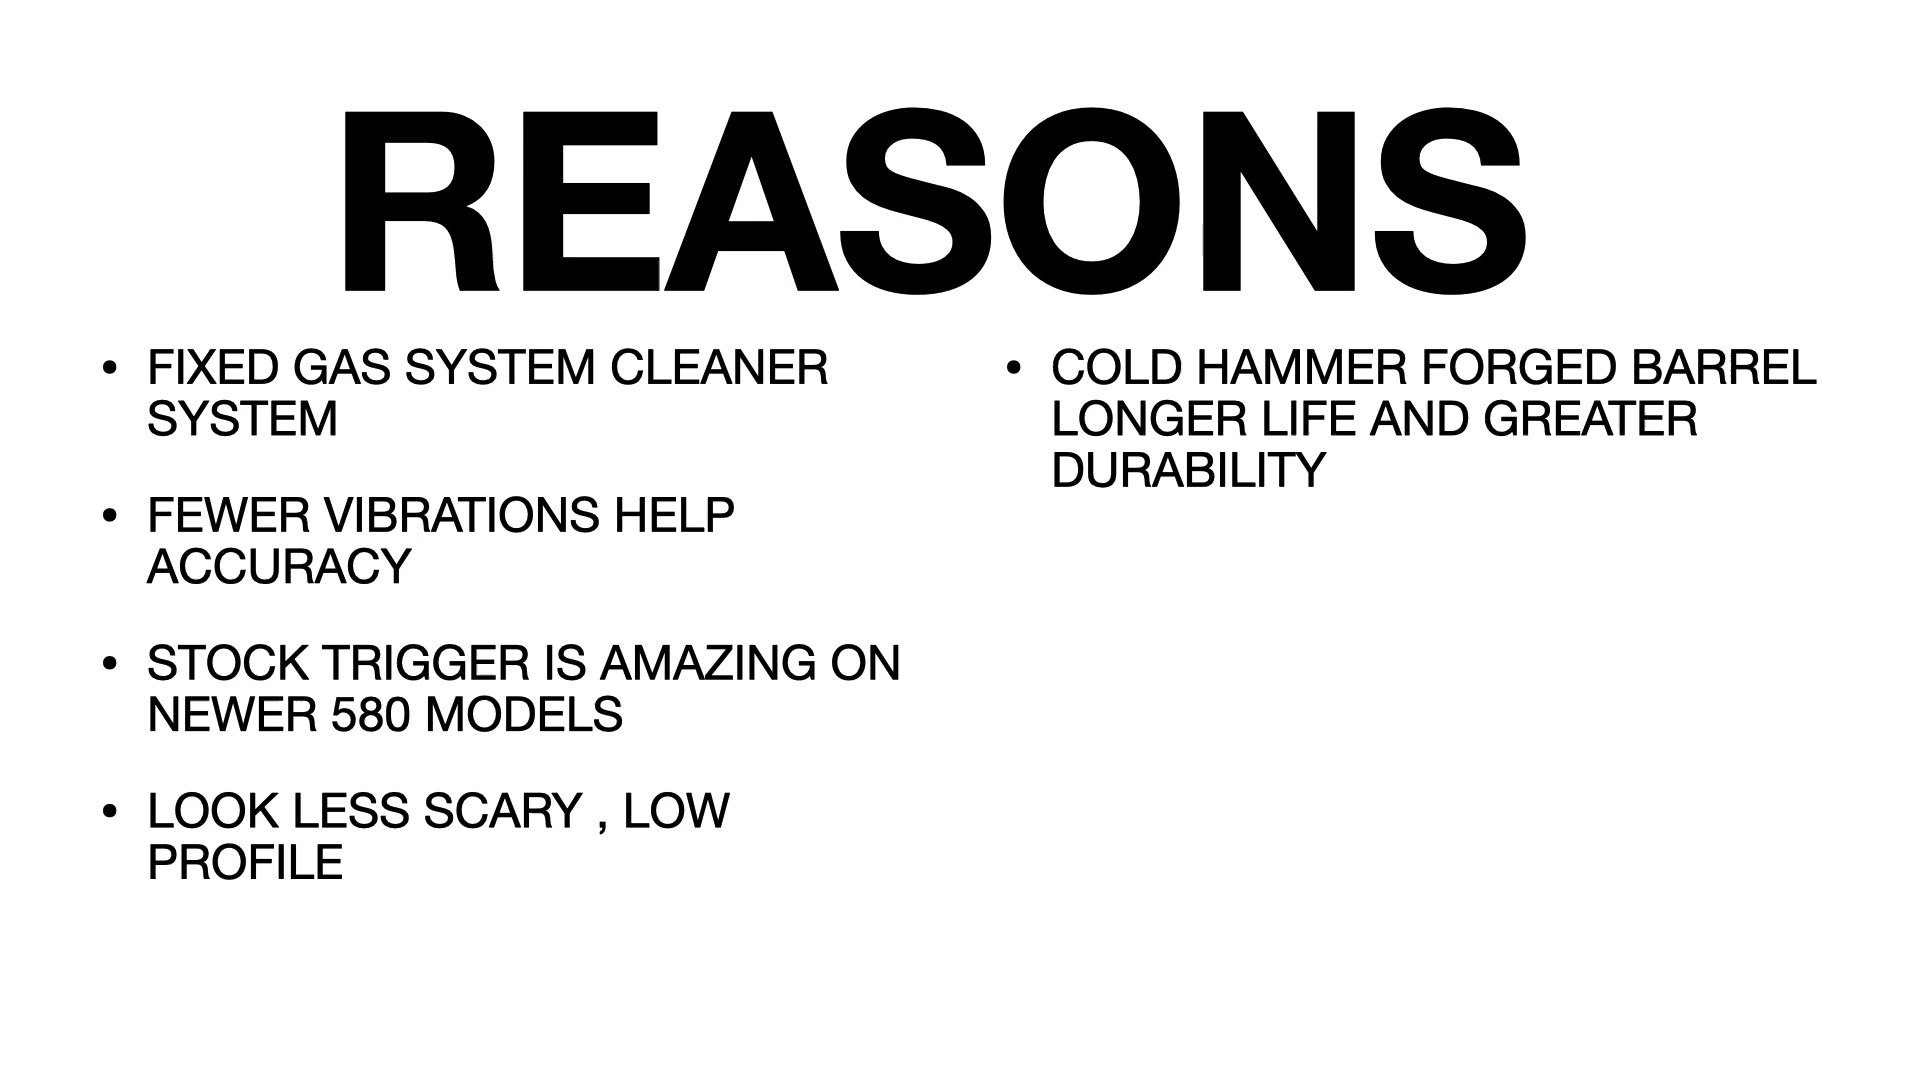 REASONS
• FIXED GAS SYSTEM CLEANER
SYSTEM
• FEWER VIBRATIONS HELP
ACCURACY
• STOCK TRIGGER IS AMAZING ON
NEWER 580 MODELS
• LOOK LESS SCARY , LOW
PROFILE
• COLD HAMMER FORGED BARREL
LONGER LIFE AND GREATER
DURABILITY